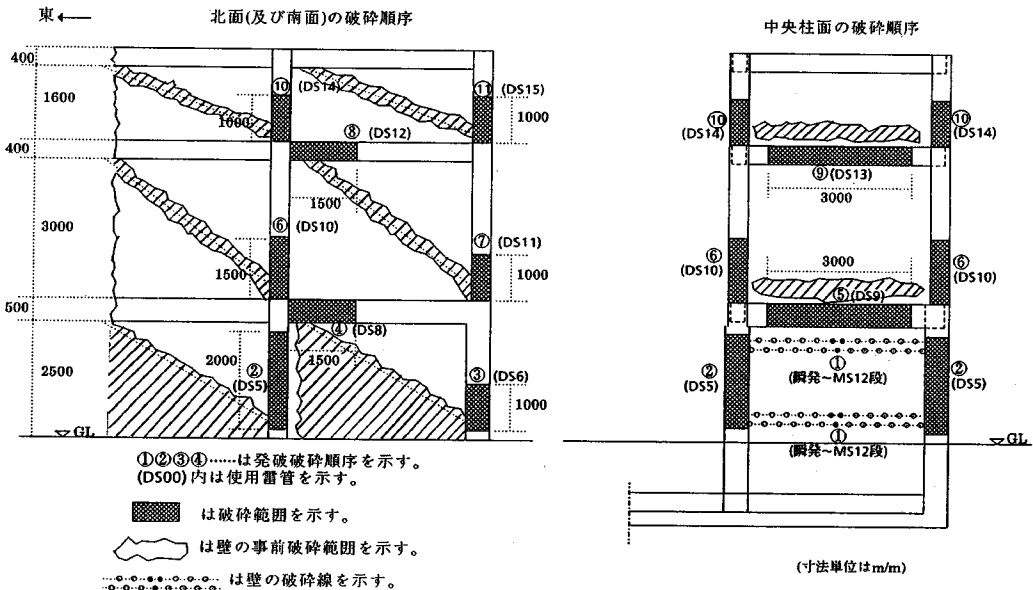 東 ←
北面(及び南面)の破砕順序
400
1600
400
3000
500
2500
⑩ (DS14)
⑪ (DS15)
1000
1000
⑧ (DS12)
1500
⑥ (DS10)
⑦ (DS11)
1500
1000
④ (DS8)
2000
②
(DS5)
1500
③ (DS6)
1000
GL
①②③④……は発破破砕順序を示す。
(DS00) 内は使用雷管を示す。
は破砕範囲を示す。
は壁の事前破砕範囲を示す。
は壁の破砕線を示す。
中央柱面の破砕順序
⑩
(DS14)
⑩
(DS14)
⑨(DS13)
3000
⑥
(DS10)
⑥
(DS10)
3000
⑤(DS9)
②
(DS5)
②
(DS5)
①
(瞬発~MS12段)
①
(瞬発~MS12段)
GL
(寸法単位はm/m)